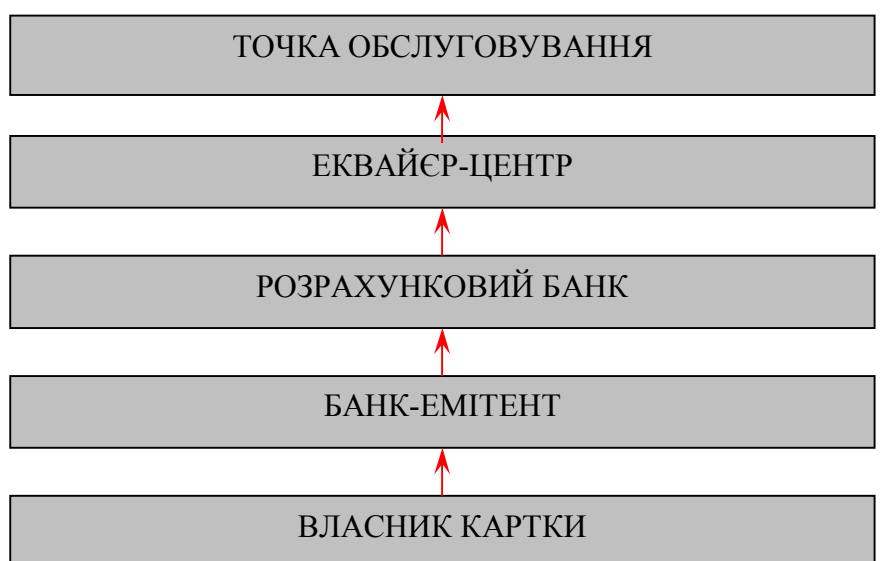 ТОЧКА ОБСЛУГОВУВАННЯ
ЕКВАЙЄР-ЦЕНТР
РОЗРАХУНКОВИЙ БАНК
БАНК-ЕМІТЕНТ
ВЛАСНИК КАРТКИ